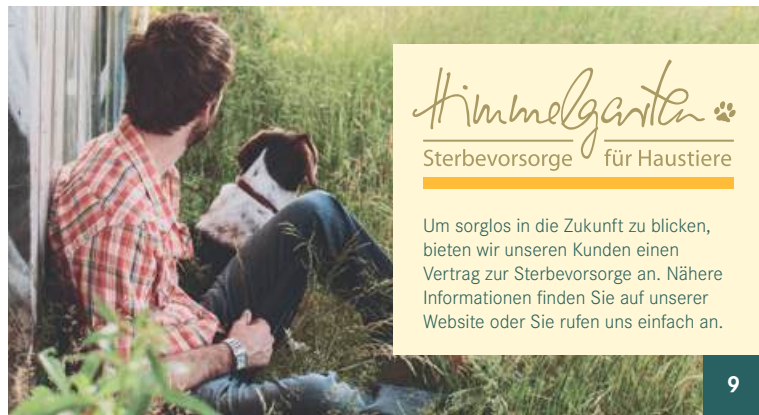 Himmelgarten
Sterbevorsorge für Haustiere
Um sorglos in die Zukunft zu blicken,
bieten wir unseren Kunden einen
Vertrag zur Sterbevorsorge an. Nähere
Informationen finden Sie auf unserer
Website oder Sie rufen uns einfach an.
9